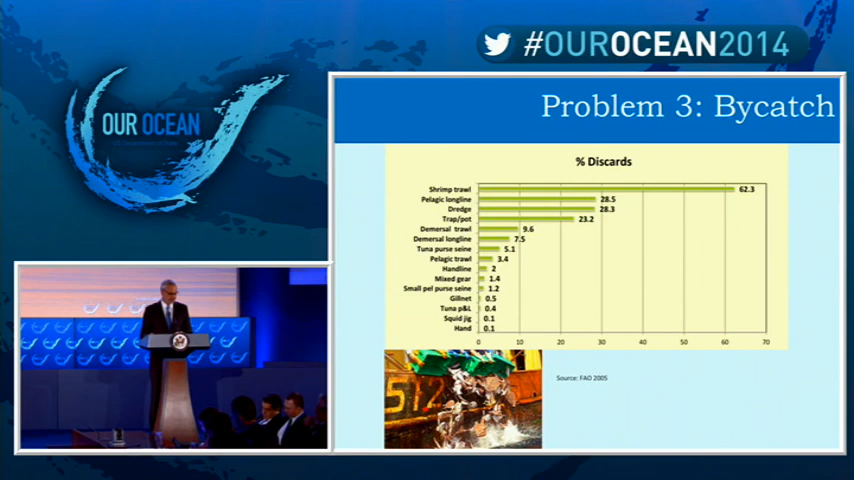 #OUROCEAN2014
OUR OCEAN
Problem 3: Bycatch
% Discards
Shrimp trawl 62.3
Pelagic longline 28.5
Dredge 28.3
Trap/pot 23.2
Demersal trawl 9.6
Demersal longline 7.5
Tuna purse seine 5.1
Pelagic trawl 3.4
Handline 2
Mixed gear 1.4
Small pel purse seine 1.2
Gillnet 0.5
Tuna p&L 0.4
Squid jig 0.1
Hand 0.1
0 10 20 30 40 50 60 70
512
Source: FAO 2005